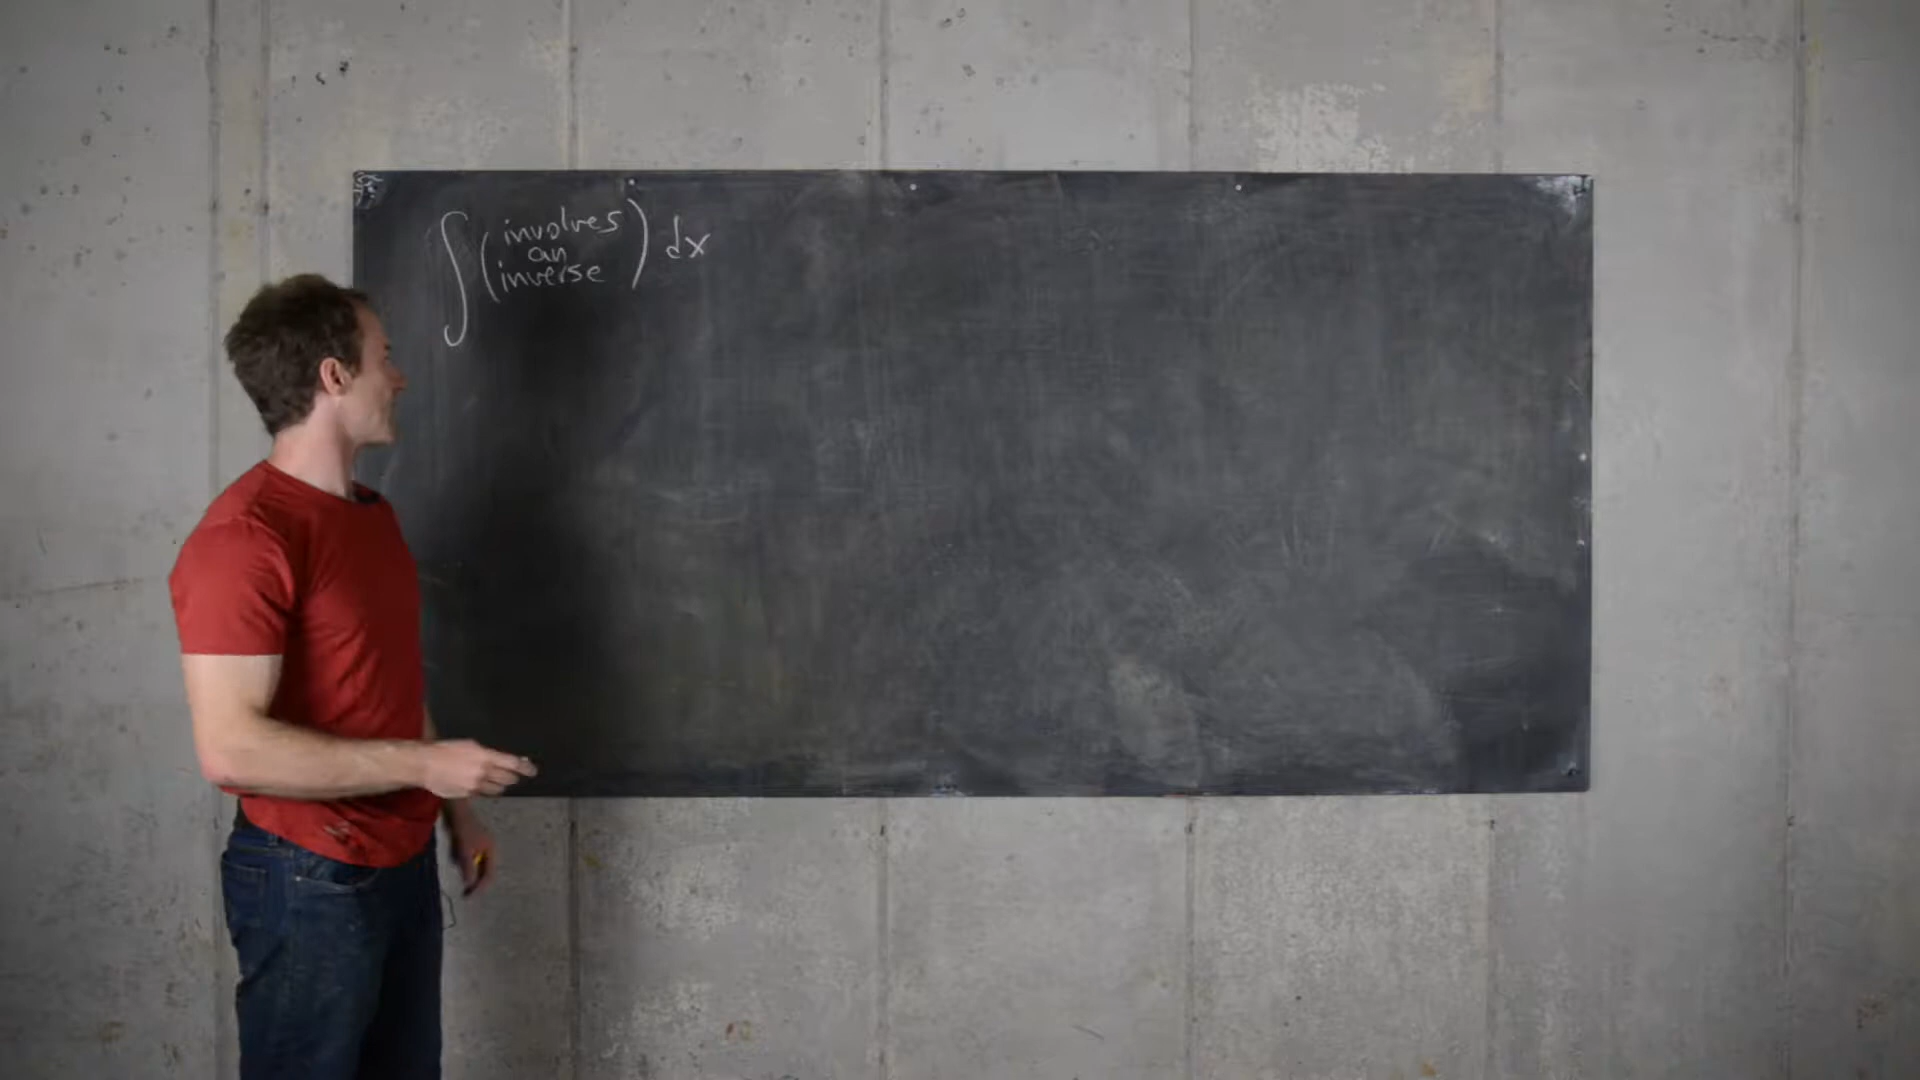 ∫ ( involves
an
inverse ) dx